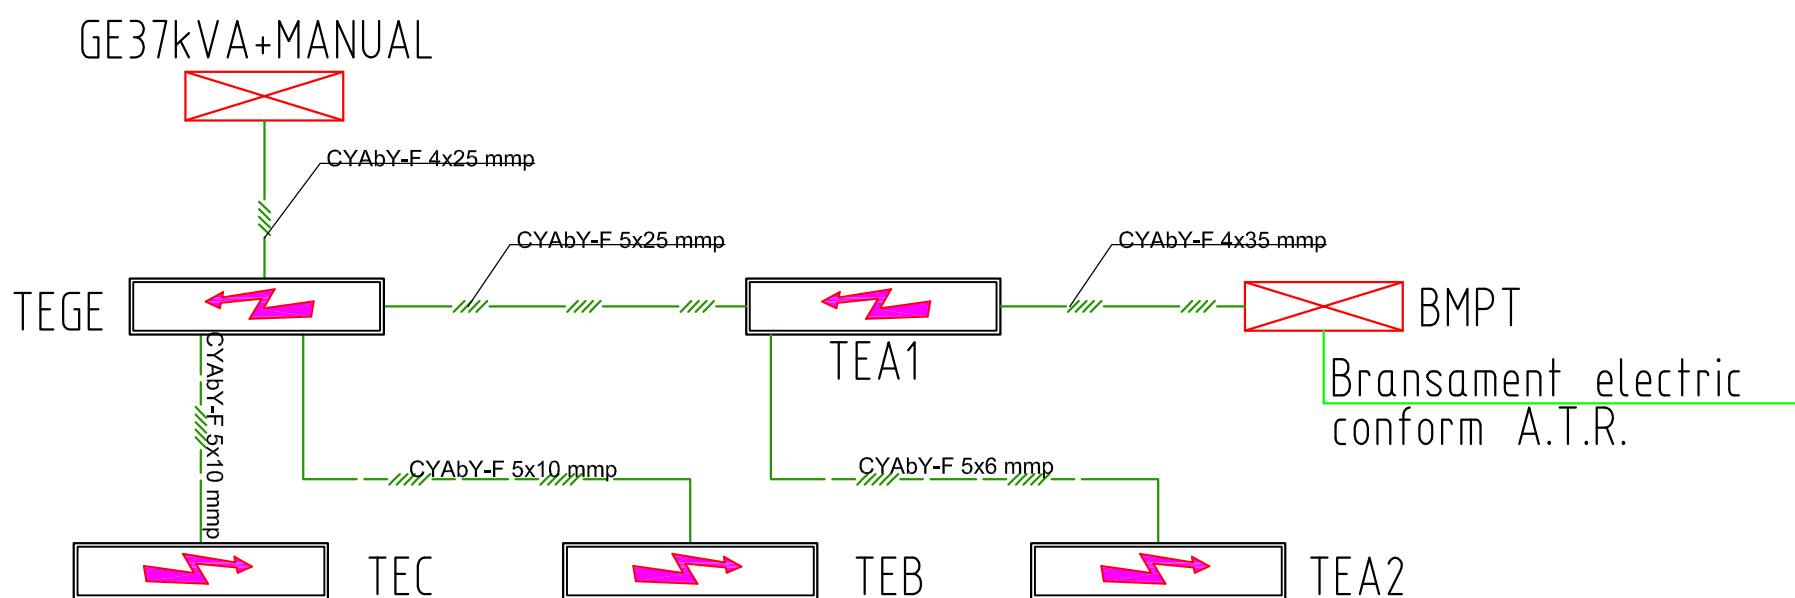 GE37kVA+MANUAL
CYAbY-F 4x25 mmp
CYAbY-F 5x25 mmp
CYAbY-F 4x35 mmp
TEGE
BMPT
TEA1
Bransament electric
conform A.T.R.
CYAbY-F 5x10 mmp
CYAbY-F 5x10 mmp
CYAbY-F 5x6 mmp
TEC
TEB
TEA2